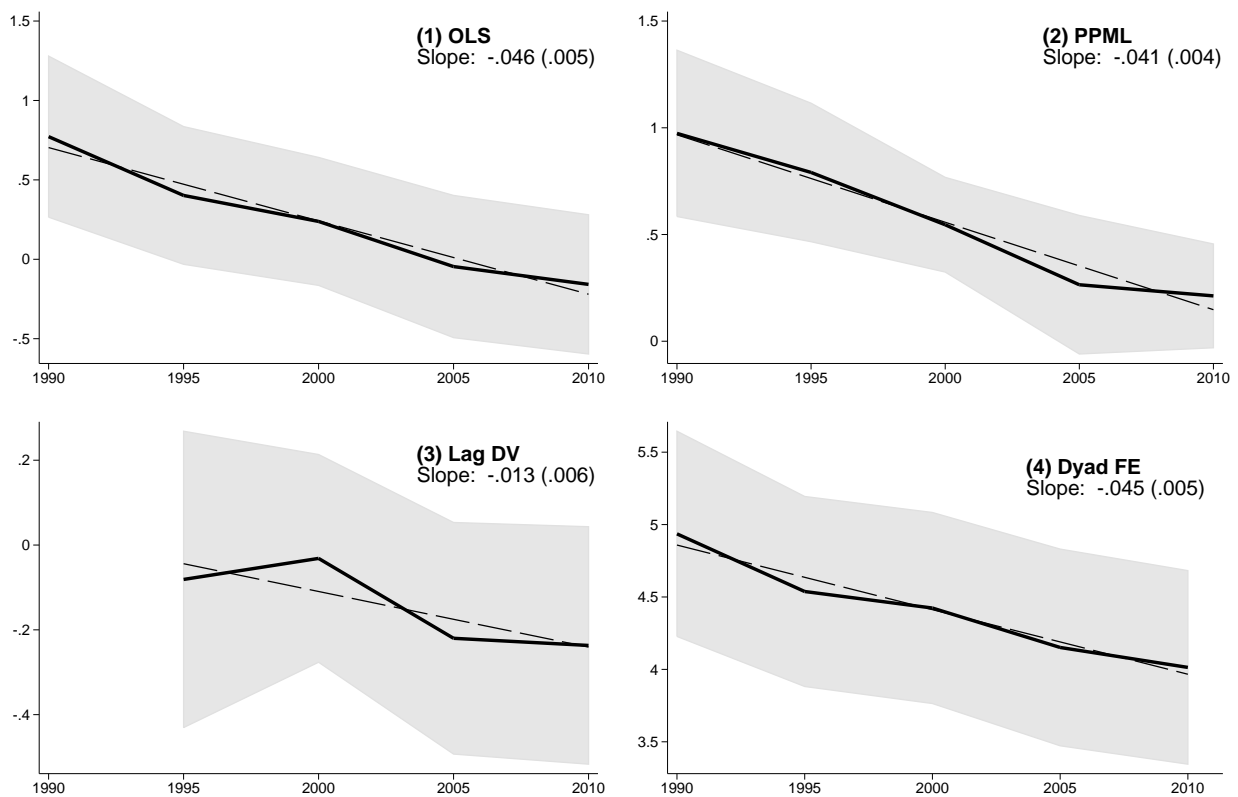 (1) OLS
Slope: -.046 (.005)
1.5
1
.5
0
-.5
1990 1995 2000 2005 2010
(2) PPML
Slope: -.041 (.004)
1.5
1
.5
0
1990 1995 2000 2005 2010
(3) Lag DV
Slope: -.013 (.006)
.2
0
-.2
-.4
1990 1995 2000 2005 2010
(4) Dyad FE
Slope: -.045 (.005)
5.5
5
4.5
4
3.5
1990 1995 2000 2005 2010